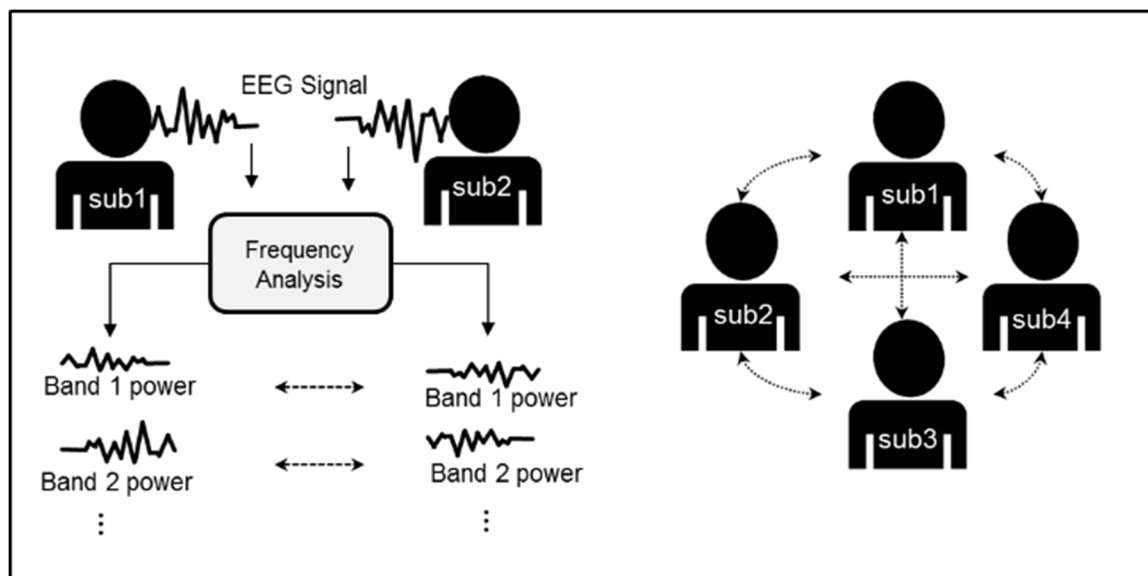 EEG Signal
sub1
sub2
Frequency
Analysis
Band 1 power
Band 1 power
Band 2 power
Band 2 power
sub1
sub2
sub4
sub3